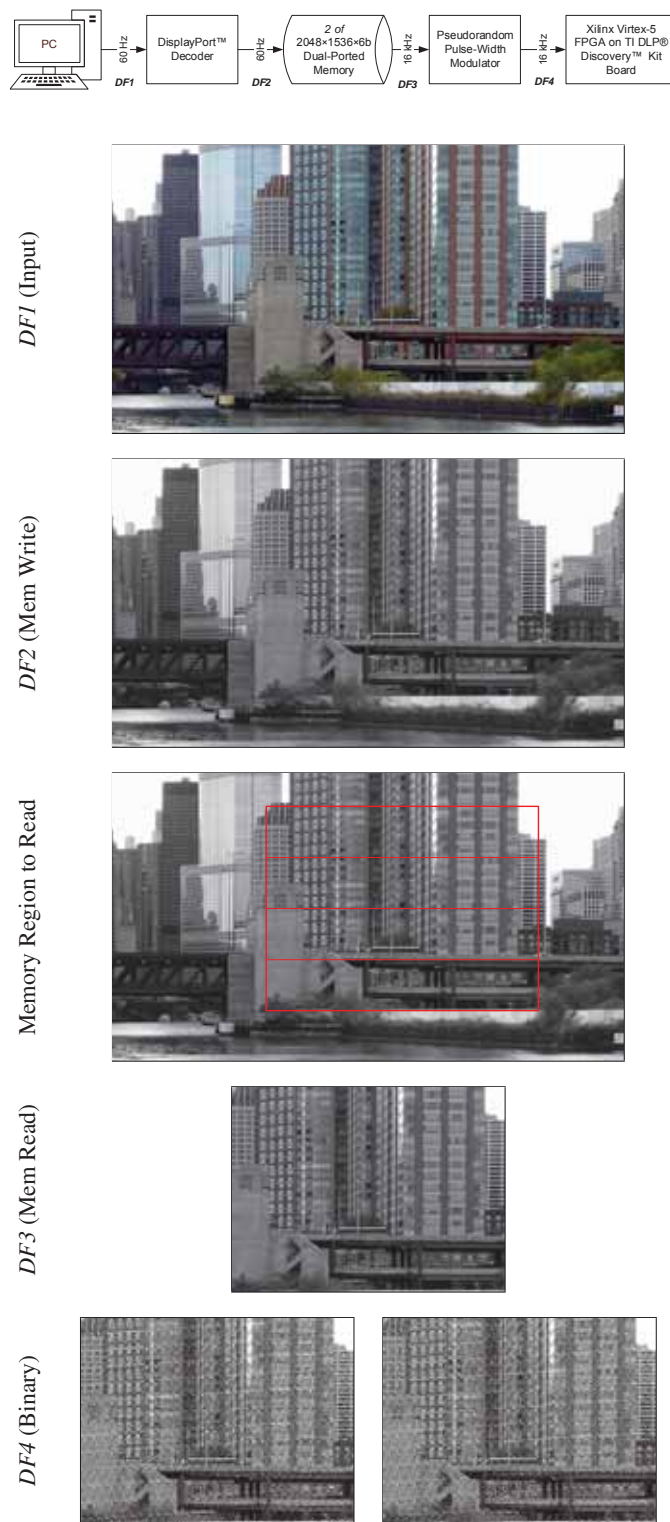 PC
60 Hz
DF1
DisplayPort™
Decoder
60Hz
DF2
2 of
2048×1536×6b
Dual-Ported
Memory
16 kHz
DF3
Pseudorandom
Pulse-Width
Modulator
16 kHz
DF4
Xilinx Virtex-5
FPGA on TI DLP®
Discovery™ Kit
Board
DF1 (Input)
DF2 (Mem Write)
Memory Region to Read
DF3 (Mem Read)
DF4 (Binary)